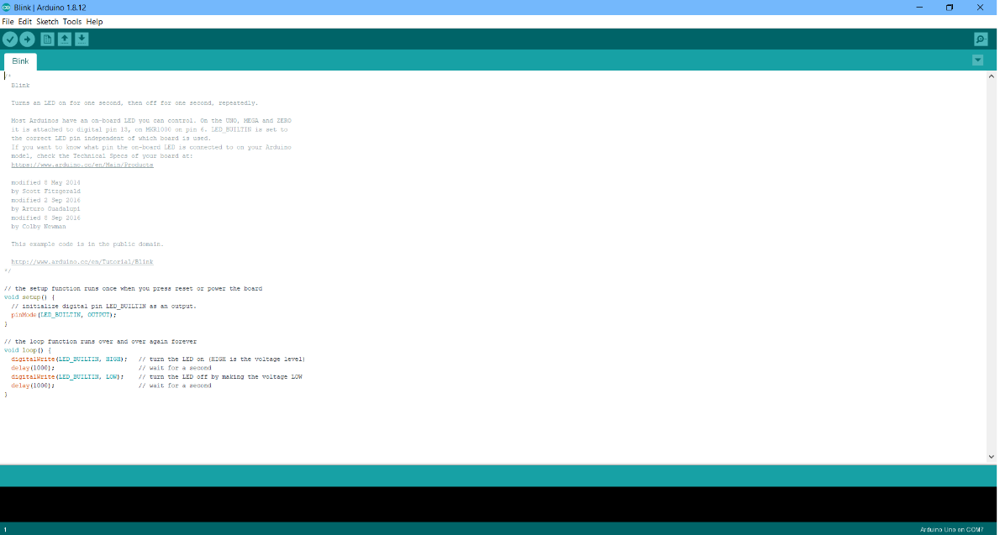 Blink | Arduino 1.8.12
File Edit Sketch Tools Help
Blink
/*
Blink
Turns an LED on for one second, then off for one second, repeatedly.
Most Arduinos have an on-board LED you can control. On the UNO, MEGA and ZERO
it is attached to digital pin 13, on MKR1000 on pin 6. LED_BUILTIN is set to
the correct LED pin independent of which board is used.
If you want to know what pin the on-board LED is connected to on your Arduino
model, check the Technical Specs of your board at:
https://www.arduino.cc/en/Main/Products
modified 8 May 2014
by Scott Fitzgerald
modified 2 Sep 2016
by Arturo Guadalupi
modified 8 Sep 2016
by Colby Newman
This example code is in the public domain.
http://www.arduino.cc/en/Tutorial/Blink
*/
// the setup function runs once when you press reset or power the board
void setup() {
// initialize digital pin LED_BUILTIN as an output.
pinMode(LED_BUILTIN, OUTPUT);
}
// the loop function runs over and over again forever
void loop() {
digitalWrite(LED_BUILTIN, HIGH); // turn the LED on (HIGH is the voltage level)
delay(1000); // wait for a second
digitalWrite(LED_BUILTIN, LOW); // turn the LED off by making the voltage LOW
delay(1000); // wait for a second
}
1
Arduino Uno on COM7